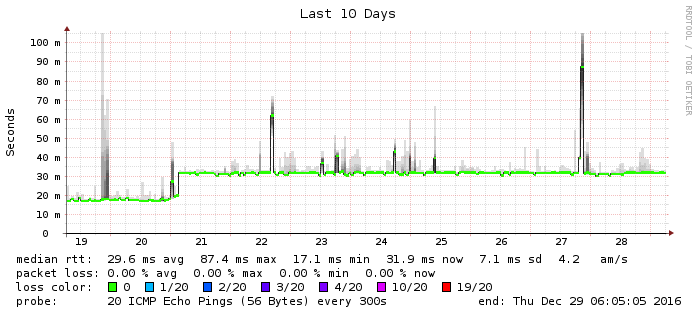 Last 10 Days
RRDTOOL / TOBI OETIKER
Seconds
100 m
90 m
80 m
70 m
60 m
50 m
40 m
30 m
20 m
10 m
0
19 20 21 22 23 24 25 26 27 28
median rtt: 29.6 ms avg 87.4 ms max 17.1 ms min 31.9 ms now 7.1 ms sd 4.2 am/s
packet loss: 0.00 % avg 0.00 % max 0.00 % min 0.00 % now
loss color: 0 1/20 2/20 3/20 4/20 10/20 19/20
probe: 20 ICMP Echo Pings (56 Bytes) every 300s end: Thu Dec 29 06:05:05 2016